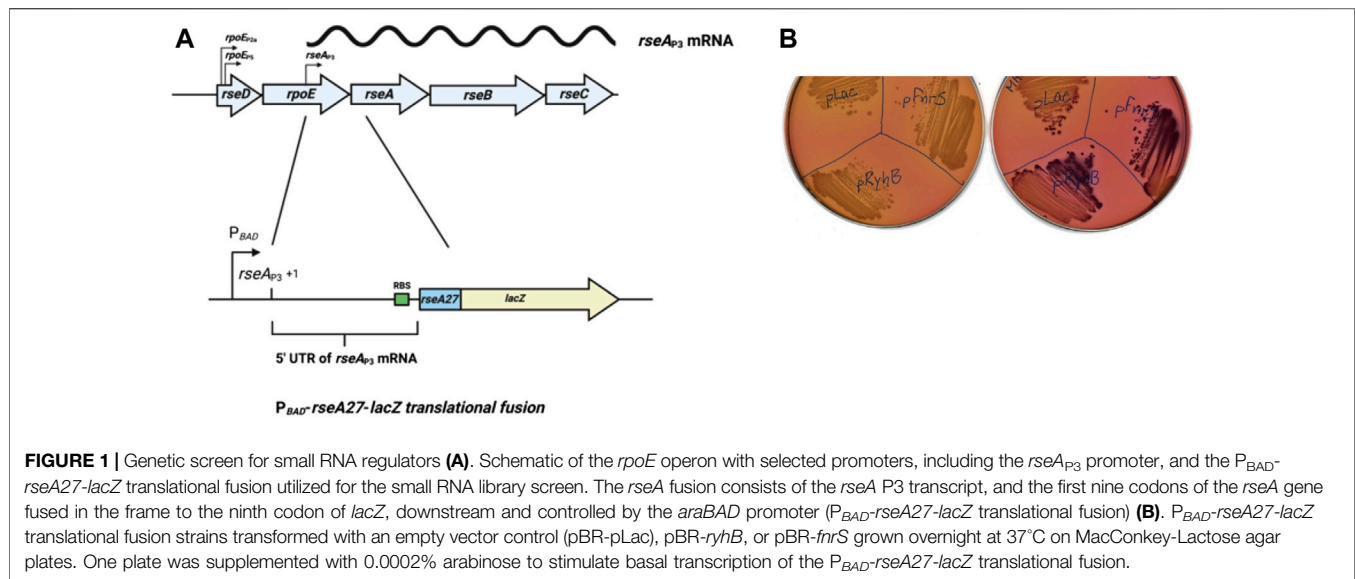 A
rpoEP2a
rpoEP5
rseAP3
rseAP3 mRNA
rseD rpoE rseA rseB rseC
PBAD
rseAP3 +1
RBS
rseA27 lacZ
5' UTR of rseAP3 mRNA
PBAD-rseA27-lacZ translational fusion
B
pLac pFnrS
pRyhB
pLac
pRyhB
FIGURE 1 | Genetic screen for small RNA regulators (A). Schematic of the rpoE operon with selected promoters, including the rseAP3 promoter, and the PBAD-
rseA27-lacZ translational fusion utilized for the small RNA library screen. The rseA fusion consists of the rseA P3 transcript, and the first nine codons of the rseA gene
fused in the frame to the ninth codon of lacZ, downstream and controlled by the araBAD promoter (PBAD-rseA27-lacZ translational fusion) (B). PBAD-rseA27-lacZ
translational fusion strains transformed with an empty vector control (pBR-pLac), pBR-ryhB, or pBR-fnrS grown overnight at 37°C on MacConkey-Lactose agar
plates. One plate was supplemented with 0.0002% arabinose to stimulate basal transcription of the PBAD-rseA27-lacZ translational fusion.